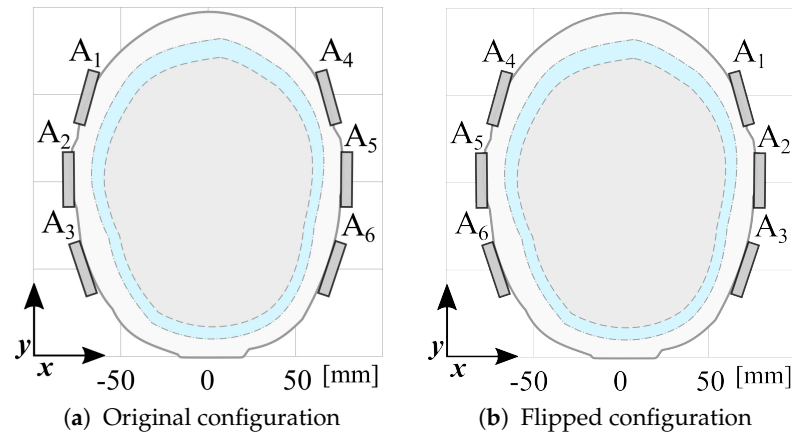 A₁ A₄
A₂ A₅
A₃ A₆
y
x
-50 0 50 [mm]
(a) Original configuration
A₄ A₁
A₅ A₂
A₆ A₃
y
x
-50 0 50 [mm]
(b) Flipped configuration